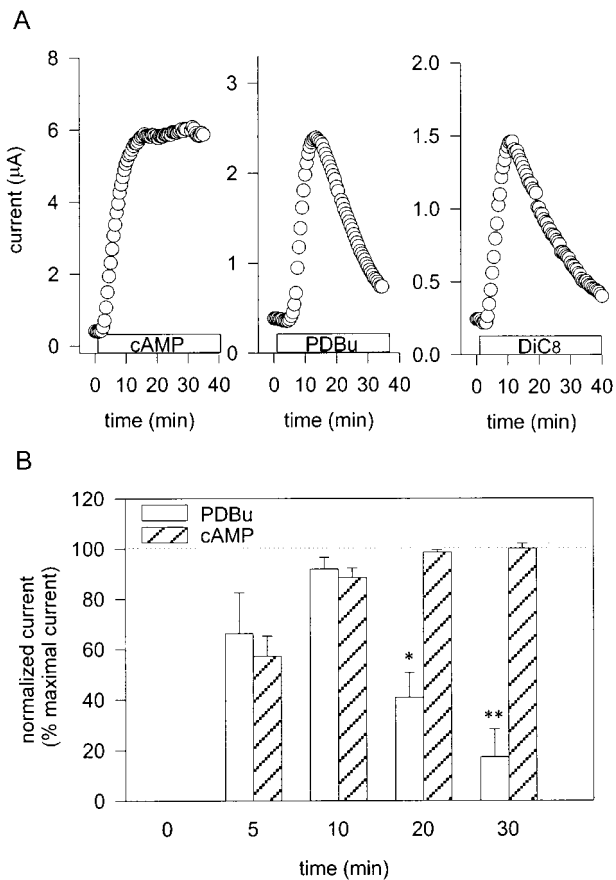 A
current (µA)
8
6
4
2
0
cAMP
0 10 20 30 40
time (min)
3
2
1
0
PDBu
0 10 20 30 40
time (min)
2.0
1.5
1.0
0.5
0.0
DiC8
0 10 20 30 40
time (min)
B
normalized current
(% maximal current)
120
100
80
60
40
20
0
PDBu
cAMP
*
**
0 5 10 20 30
time (min)